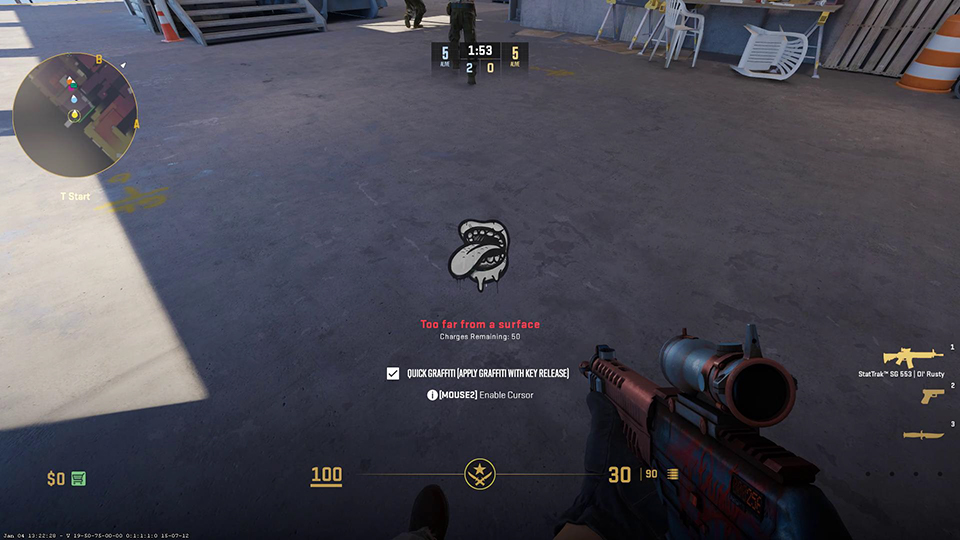 B
A
T Start
5
ALIVE
1:53
2 0
5
ALIVE
Too far from a surface
Charges Remaining: 50
QUICK GRAFFITI [APPLY GRAFFITI WITH KEY RELEASE]
[MOUSE2] Enable Cursor
1
StatTrak™ SG 553 | Ol' Rusty
2
3
$0
100
30 | 90